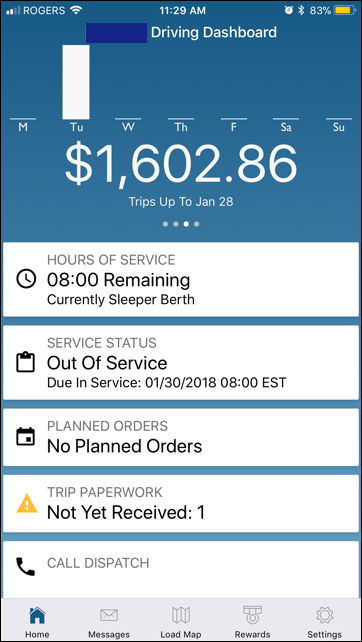 ROGERS 11:29 AM 83%
Driving Dashboard
M Tu W Th F Sa Su
$1,602.86
Trips Up To Jan 28
HOURS OF SERVICE
08:00 Remaining
Currently Sleeper Berth
SERVICE STATUS
Out Of Service
Due In Service: 01/30/2018 08:00 EST
PLANNED ORDERS
No Planned Orders
TRIP PAPERWORK
Not Yet Received: 1
CALL DISPATCH
Home Messages Load Map Rewards Settings